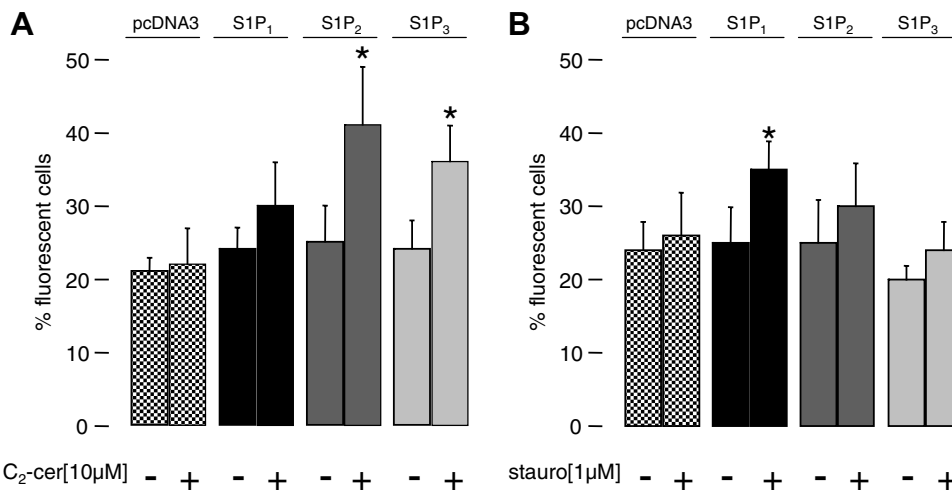 A
pcDNA3 S1P₁ S1P₂ S1P₃
% fluorescent cells
50
40
30
20
10
0
* *
C₂-cer[10µM] - + - + - + - +
B
pcDNA3 S1P₁ S1P₂ S1P₃
% fluorescent cells
50
40
30
20
10
0
*
stauro[1µM] - + - + - + - +